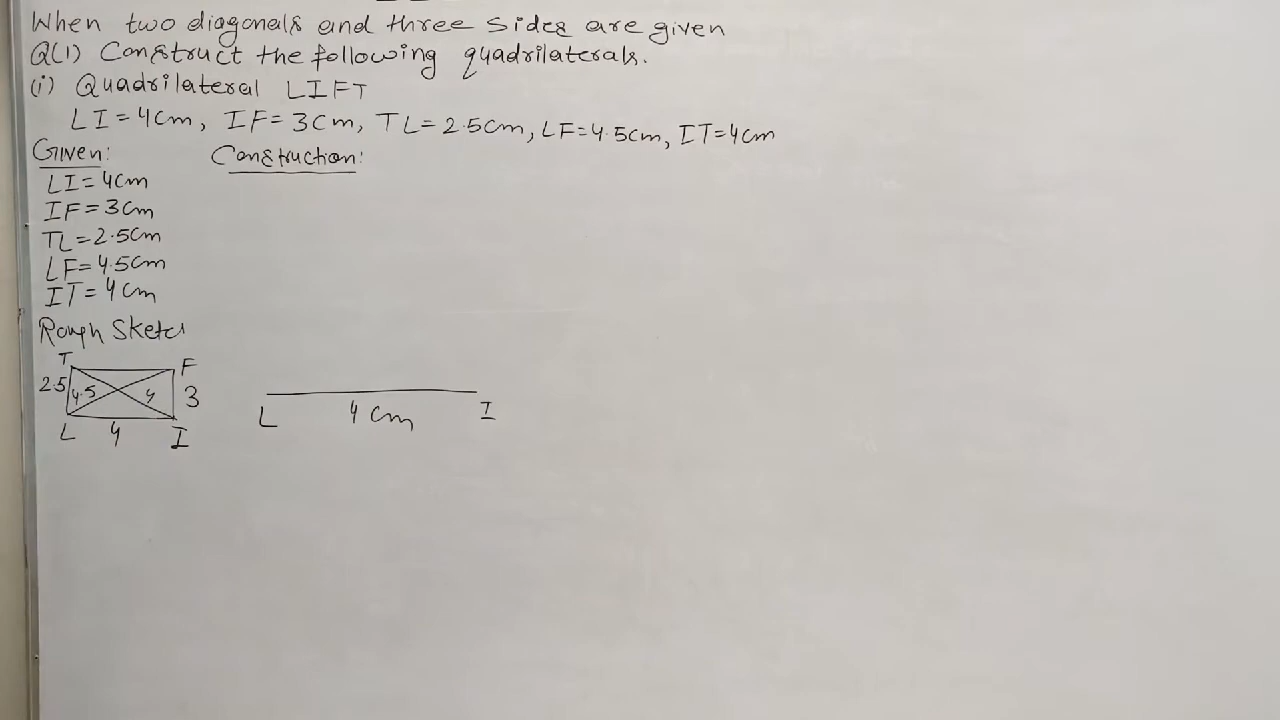 When two diagonals and three sides are given
Q(1) Construct the following quadrilaterals.
(i) Quadrilateral LIFT
LI = 4cm, IF = 3cm, TL = 2.5cm, LF = 4.5cm, IT = 4cm
Given: Construction:
LI = 4cm
IF = 3cm
TL = 2.5cm
LF = 4.5cm
IT = 4cm
Rough Sketch
T F
2.5 4.5 4 3
L 4 I
L 4 cm I